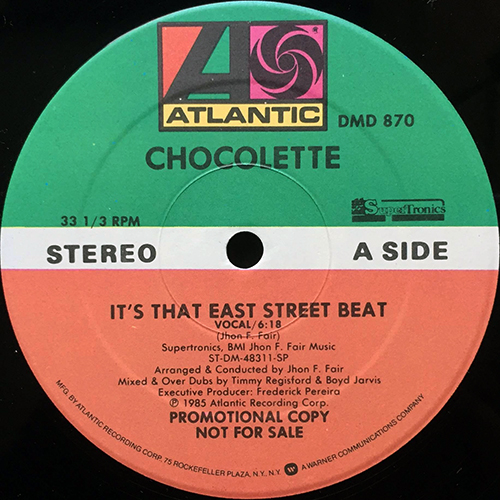 ATLANTIC
DMD 870
CHOCOLETTE
33 1/3 RPM
SuperTronics
STEREO
A SIDE
IT'S THAT EAST STREET BEAT
VOCAL/6:18
(Jhon F. Fair)
Supertronics, BMI Jhon F. Fair Music
ST-DM-48311-SP
Arranged & Conducted by Jhon F. Fair
Mixed & Over Dubs by Timmy Regisford & Boyd Jarvis
Executive Producer: Frederick Pereira
Ⓟ 1985 Atlantic Recording Corp.
PROMOTIONAL COPY
NOT FOR SALE
MFG. BY ATLANTIC RECORDING CORP. 75 ROCKEFELLER PLAZA, N.Y. N.Y. A WARNER COMMUNICATIONS COMPANY